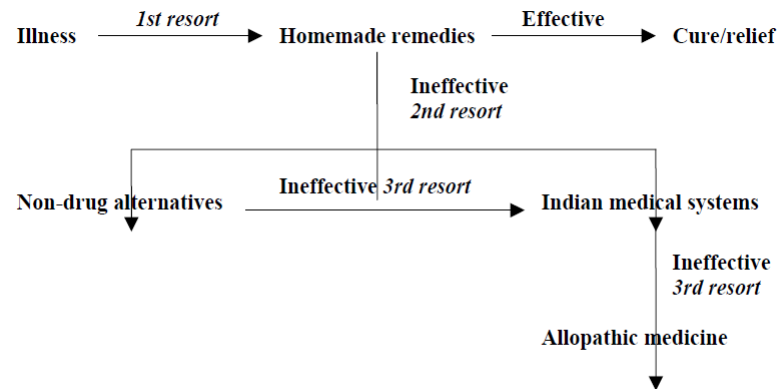 1st resort
Effective
Illness
Homemade remedies
Cure/relief
Ineffective
2nd resort
Ineffective 3rd resort
Non-drug alternatives
Indian medical systems
Ineffective
3rd resort
Allopathic medicine